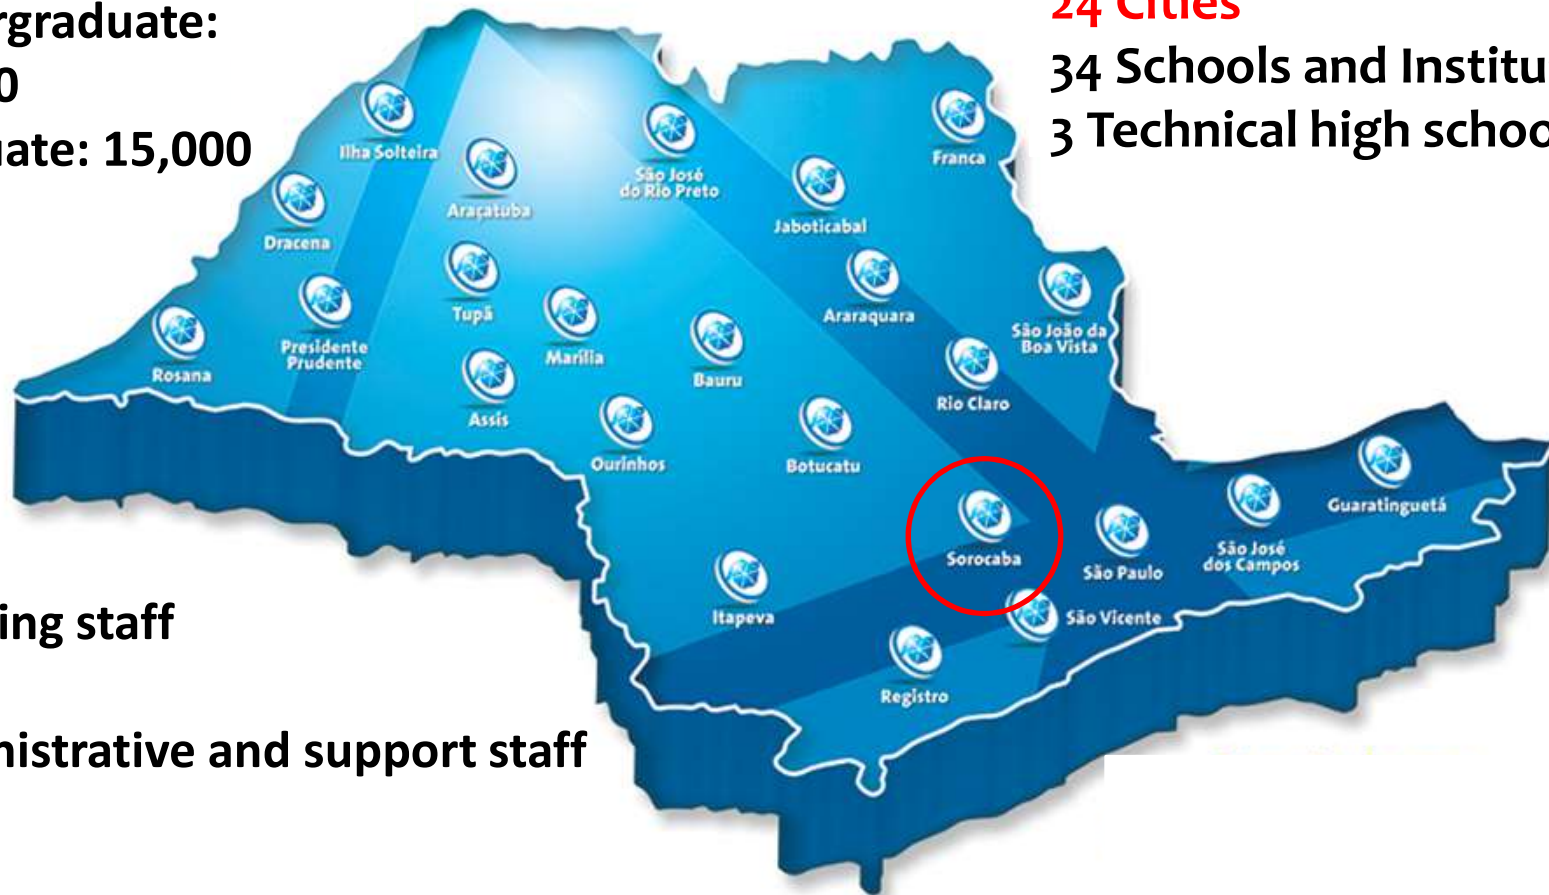 rgraduate:
0
uate: 15,000
24 Cities
34 Schools and Institu
3 Technical high schoo
Ilha Solteira
Araçatuba
São José
do Rio Preto
Franca
Jaboticabal
Dracena
Tupã
Araraquara
São João da
Boa Vista
Presidente
Prudente
Marília
Rosana
Bauru
Assis
Rio Claro
Ourinhos
Botucatu
Guaratinguetá
Sorocaba
São Paulo
São José
dos Campos
Itapeva
São Vicente
Registro
ing staff
nistrative and support staff